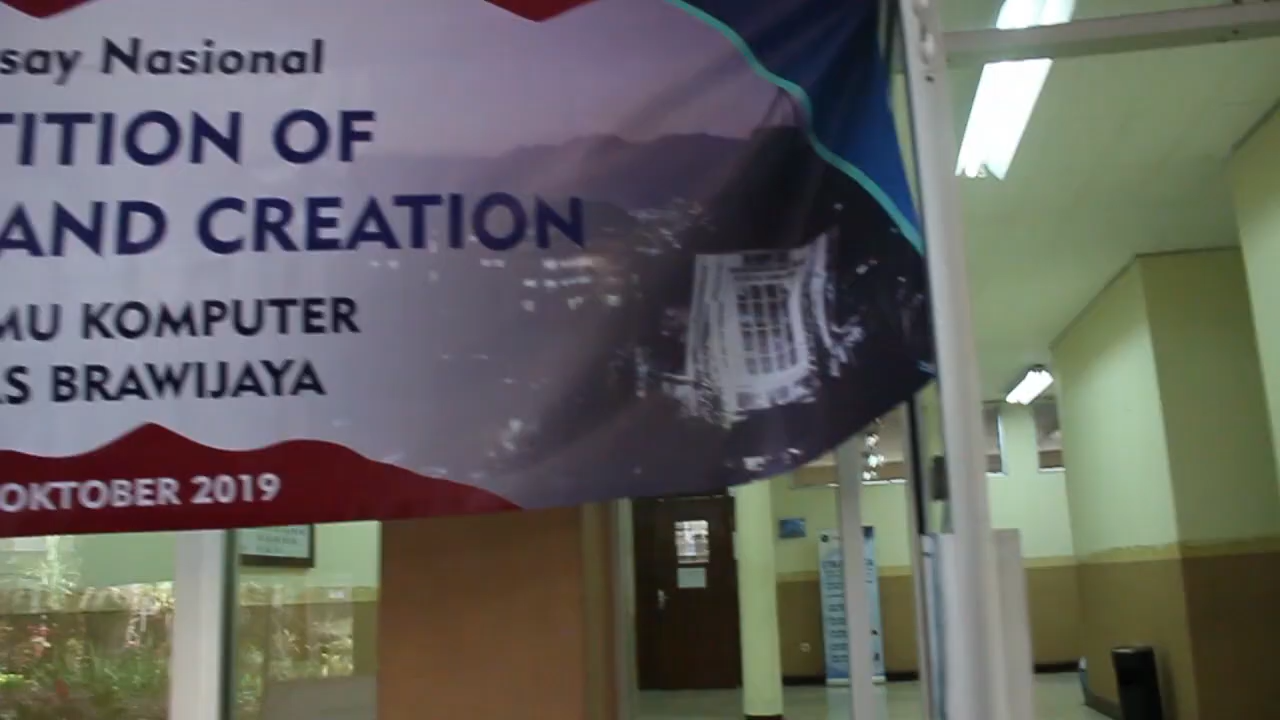 say Nasional
TITION OF
AND CREATION
MU KOMPUTER
AS BRAWIJAYA
OKTOBER 2019